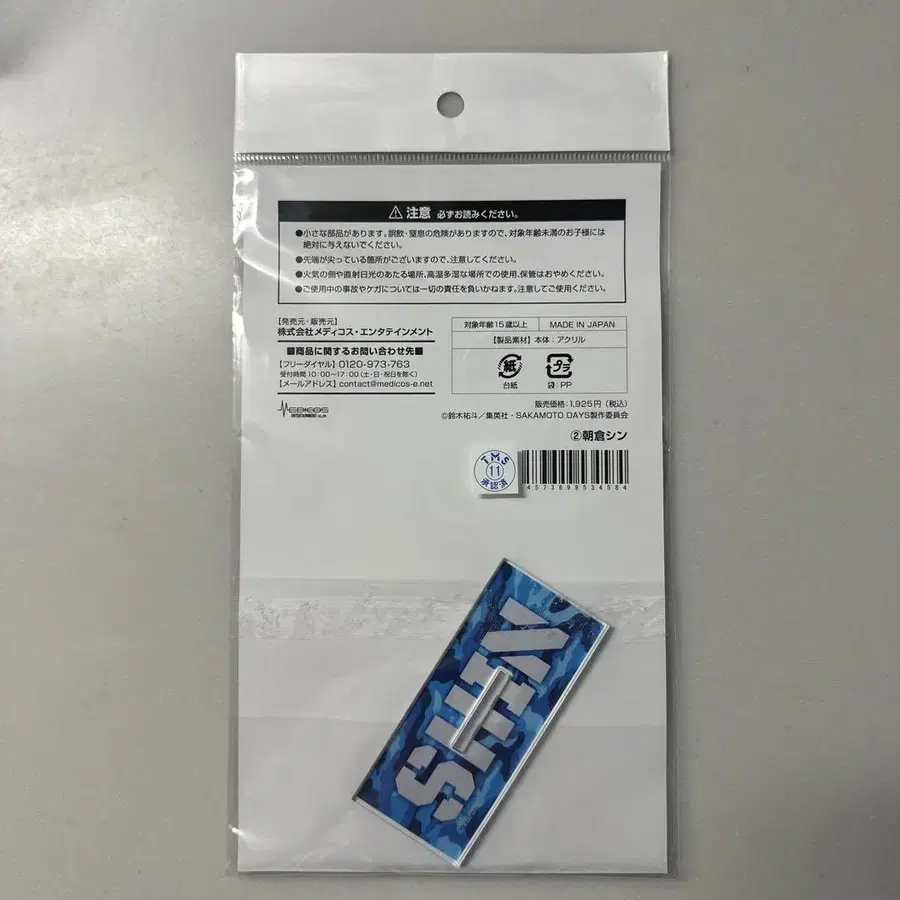 ⚠注意 必ずお読みください。
●小さな部品があります。誤飲・窒息の危険がありますので、対象年齢未満のお子様には
絶対に与えないでください。
●先端が尖っている箇所がございますので、注意してください。
●火気の側や直射日光のあたる場所、高温多湿な場所での使用、保管はおやめください。
●ご使用中の事故やケガについては一切の責任を負いかねます。注意してご使用ください。
【発売元・販売元】
株式会社メディコス・エンタテインメント
■商品に関するお問い合わせ先■
【フリーダイヤル】0120-973-763
受付時間 10:00～17:00(土・日・祝日を除く)
【メールアドレス】contact@medicos-e.net
MEDICOS
ENTERTAINMENT
対象年齢15歳以上 MADE IN JAPAN
【製品素材】本体:アクリル
紙 プラ
台紙 袋:PP
販売価格:1,925円(税込)
©鈴木祐斗/集英社・SAKAMOTO DAYS製作委員会
②朝倉シン
TMS
11
承認済
4573699534584
SHIN